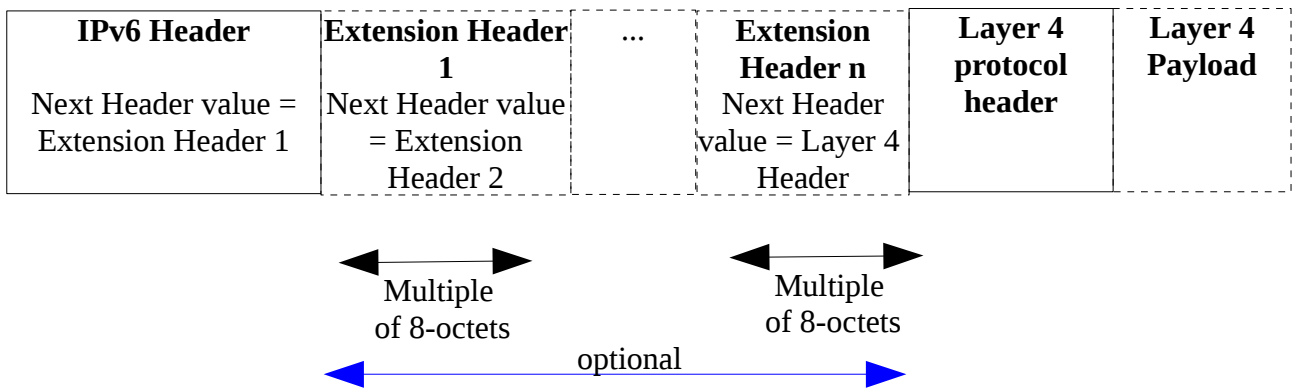 IPv6 Header
Next Header value =
Extension Header 1
Extension Header
1
Next Header value
= Extension
Header 2
...
Extension
Header n
Next Header
value = Layer 4
Header
Layer 4
protocol
header
Layer 4
Payload
Multiple
of 8-octets
Multiple
of 8-octets
optional